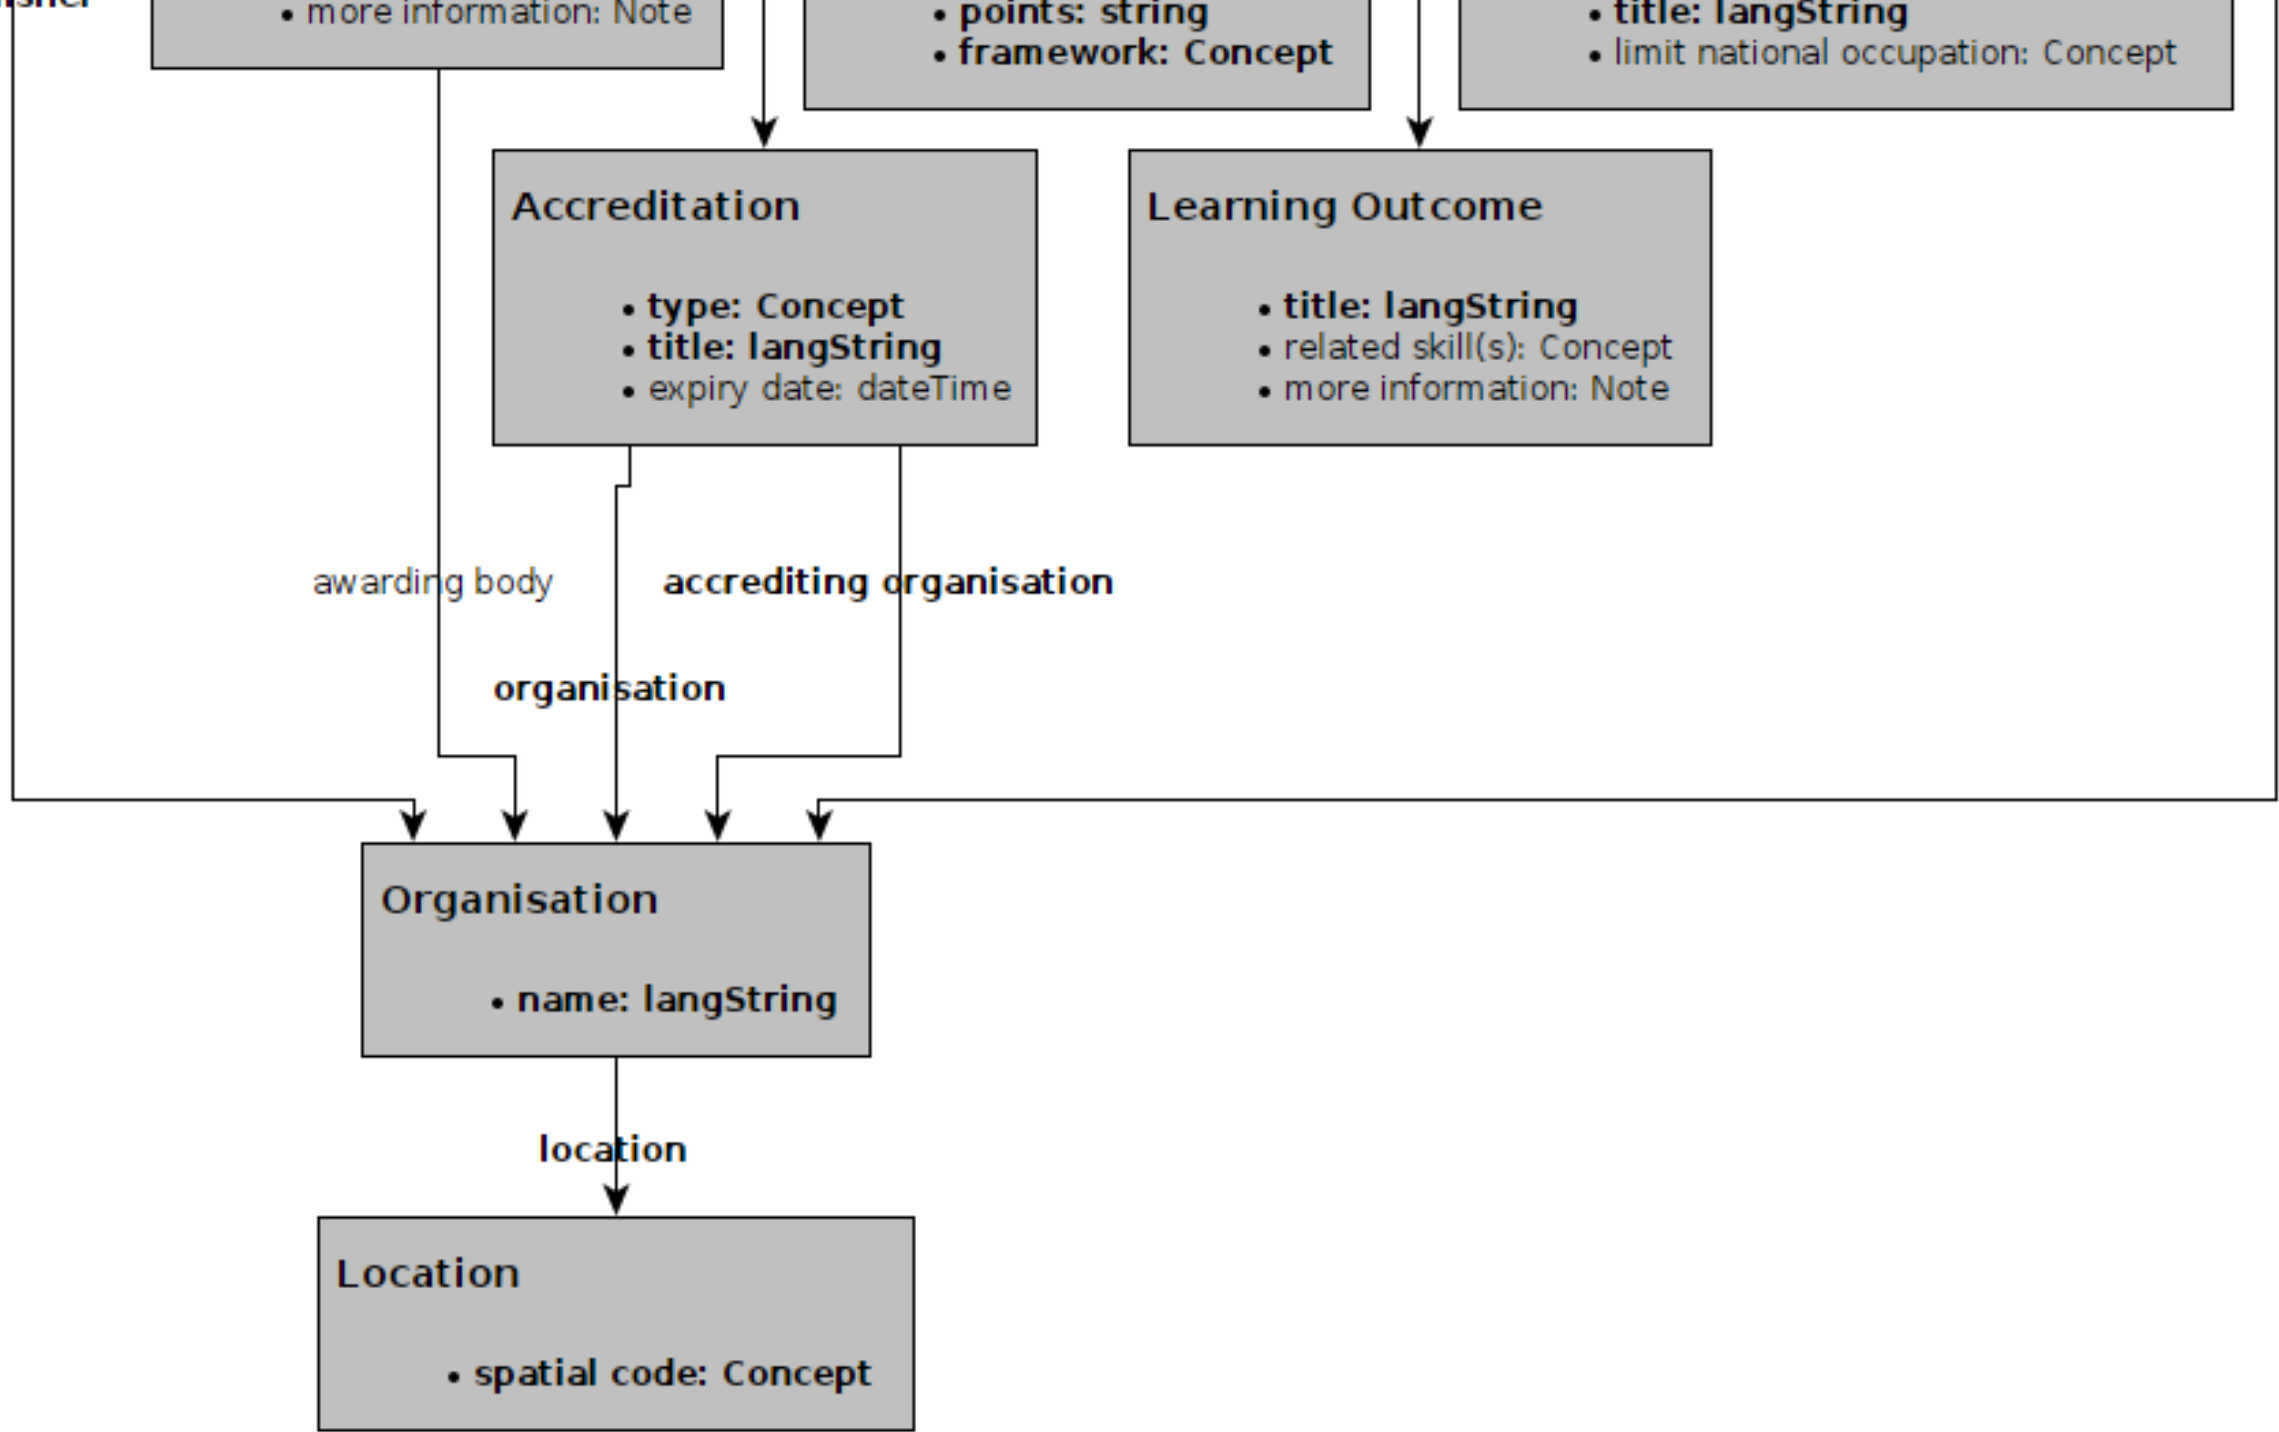 • more information: Note
• points: string
• framework: Concept
• title: langString
• limit national occupation: Concept
Accreditation
• type: Concept
• title: langString
• expiry date: dateTime
Learning Outcome
• title: langString
• related skill(s): Concept
• more information: Note
awarding body
accrediting organisation
organisation
Organisation
• name: langString
location
Location
• spatial code: Concept